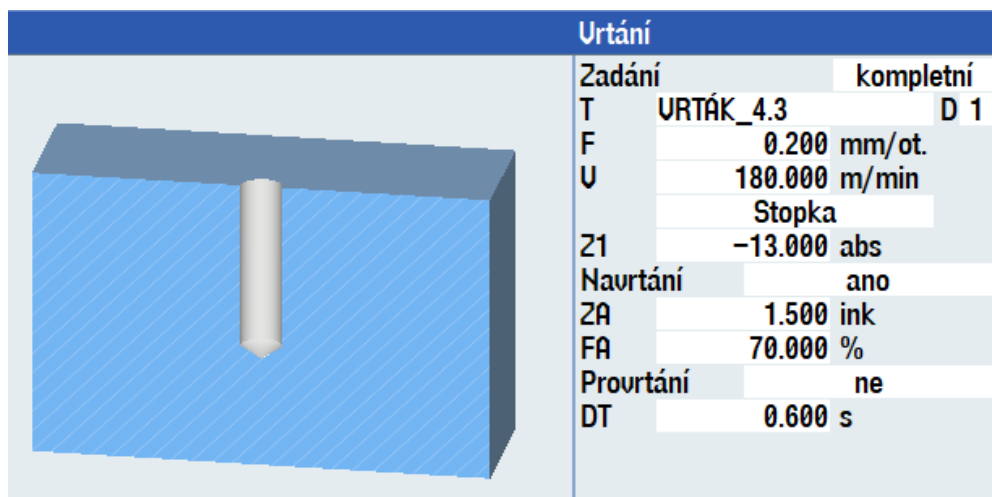 Vrtání
Zadání kompletní
T VRTÁK_4.3 D 1
F 0.200 mm/ot.
V 180.000 m/min
Stopka
Z1 -13.000 abs
Navrtání ano
ZA 1.500 ink
FA 70.000 %
Provrtání ne
DT 0.600 s